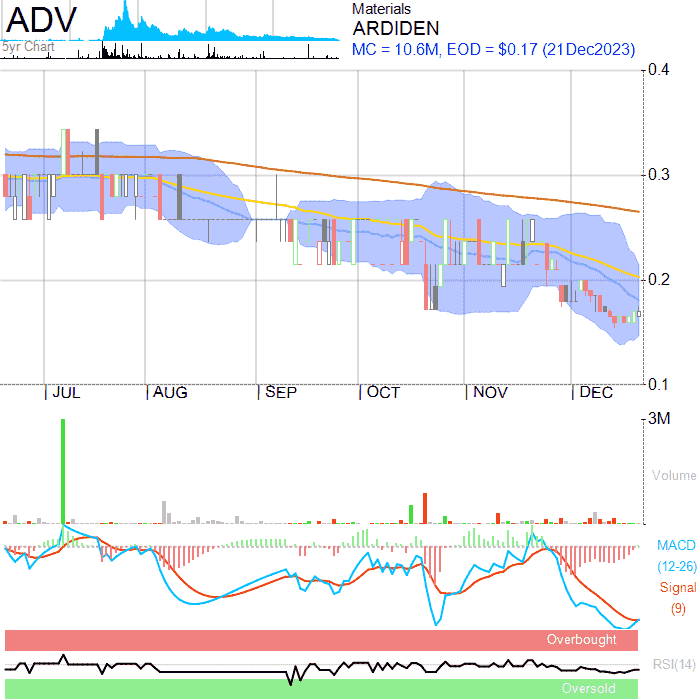 ADV
5yr Chart
Materials
ARDIDEN
MC = 10.6M, EOD = $0.17 (21Dec2023)
0.4
0.3
0.2
0.1
JUL
AUG
SEP
OCT
NOV
DEC
3M
Volume
MACD
(12-26)
Signal
(9)
Overbought
RSI(14)
Oversold